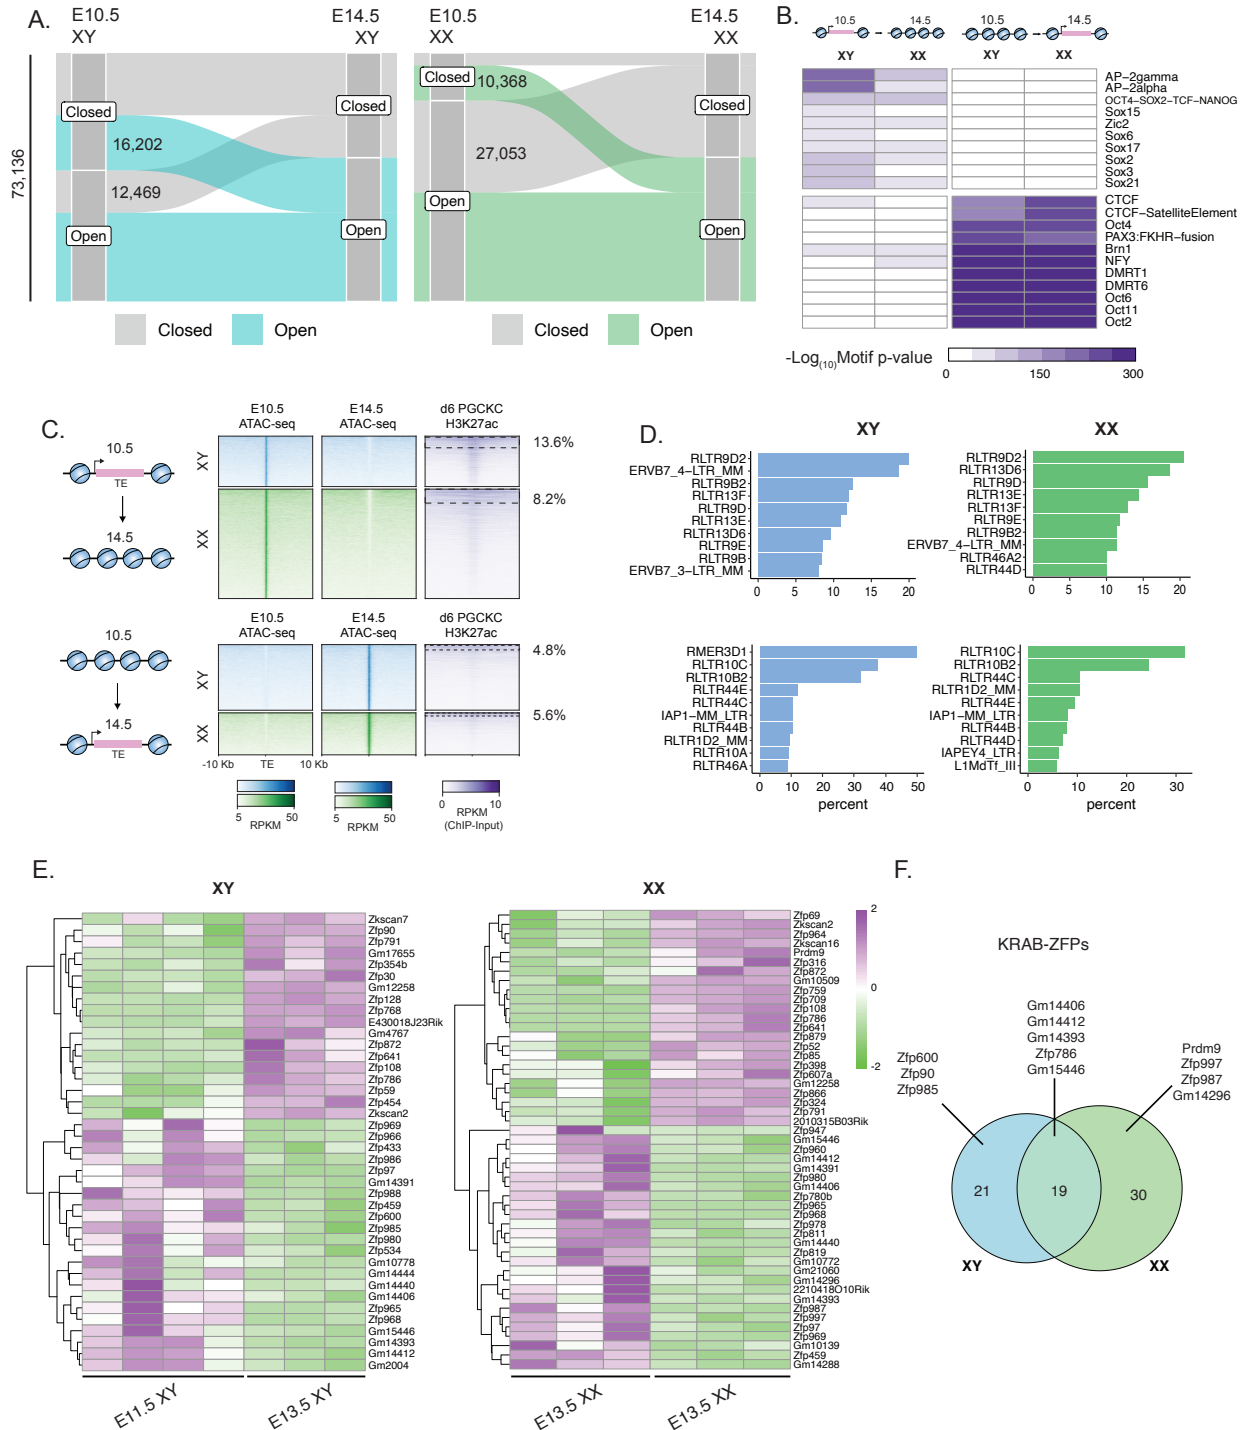 A.
E10.5
XY
E14.5
XY
E10.5
XX
E14.5
XX
73,136
Closed
16,202
12,469
Open
Closed
Open
Closed
10,368
27,053
Open
Closed
Open
Closed
Open
Closed
Open
B.
10.5
14.5
10.5
14.5
XY
XX
XY
XX
AP-2gamma
AP-2alpha
OCT4-SOX2-TCF-NANOG
Sox15
Zic2
Sox6
Sox17
Sox2
Sox3
Sox21
CTCF
CTCF-SatelliteElement
Oct4
PAX3:FKHR-fusion
Brn1
NFY
DMRT1
DMRT6
Oct6
Oct11
Oct2
-Log(10)Motif p-value
0
150
300
C.
10.5
TE
14.5
E10.5
ATAC-seq
E14.5
ATAC-seq
d6 PGCKC
H3K27ac
XY
XX
13.6%
8.2%
10.5
14.5
TE
E10.5
ATAC-seq
E14.5
ATAC-seq
d6 PGCKC
H3K27ac
XY
XX
4.8%
5.6%
-10 Kb
TE
10 Kb
5
50
RPKM
5
50
RPKM
0
10
RPKM
(ChIP-Input)
D.
XY
RLTR9D2
ERVB7_4-LTR_MM
RLTR9B2
RLTR13F
RLTR9D
RLTR13E
RLTR13D6
RLTR9E
RLTR9B
ERVB7_3-LTR_MM
0 5 10 15 20
XX
RLTR9D2
RLTR13D6
RLTR9D
RLTR13E
RLTR13F
RLTR9E
RLTR9B2
ERVB7_4-LTR_MM
RLTR46A2
RLTR44D
0 5 10 15 20
RMER3D1
RLTR10C
RLTR10B2
RLTR44E
RLTR44C
IAP1-MM_LTR
RLTR44B
RLTR1D2_MM
RLTR10A
RLTR46A
0 10 20 30 40 50
percent
RLTR10C
RLTR10B2
RLTR44C
RLTR1D2_MM
RLTR44E
IAP1-MM_LTR
RLTR44B
RLTR44D
IAPEY4_LTR
L1MdTf_III
0 10 20 30
percent
E.
XY
Zkscan7
Zfp90
Zfp791
Gm17655
Zfp354b
Zfp30
Gm12258
Zfp128
Zfp768
E430018J23Rik
Gm4767
Zfp872
Zfp641
Zfp108
Zfp786
Zfp59
Zfp454
Zkscan2
Zfp969
Zfp966
Zfp433
Zfp986
Zfp97
Gm14391
Zfp988
Zfp459
Zfp600
Zfp985
Zfp980
Zfp534
Gm10778
Gm14444
Gm14440
Gm14406
Zfp965
Zfp968
Gm15446
Gm14393
Gm14412
Gm2004
E11.5 XY
E13.5 XY
XX
Zfp69
Zkscan2
Zfp964
Zkscan16
Prdm9
Zfp316
Zfp872
Gm10509
Zfp759
Zfp709
Zfp108
Zfp786
Zfp641
Zfp879
Zfp52
Zfp85
Zfp398
Zfp607a
Gm12258
Zfp866
Zfp324
Zfp791
2010315B03Rik
Zfp947
Gm15446
Zfp960
Gm14412
Gm14391
Zfp980
Gm14406
Zfp780b
Zfp965
Zfp968
Zfp978
Zfp811
Gm14440
Zfp819
Gm10772
Gm21060
Gm14296
2210418O10Rik
Gm14393
Zfp987
Zfp997
Zfp97
Zfp969
Gm10139
Zfp459
Gm14288
E13.5 XX
E13.5 XX
2
0
-2
F.
KRAB-ZFPs
Gm14406
Gm14412
Gm14393
Zfp786
Gm15446
Zfp600
Zfp90
Zfp985
Prdm9
Zfp997
Zfp987
Gm14296
21
19
30
XY
XX